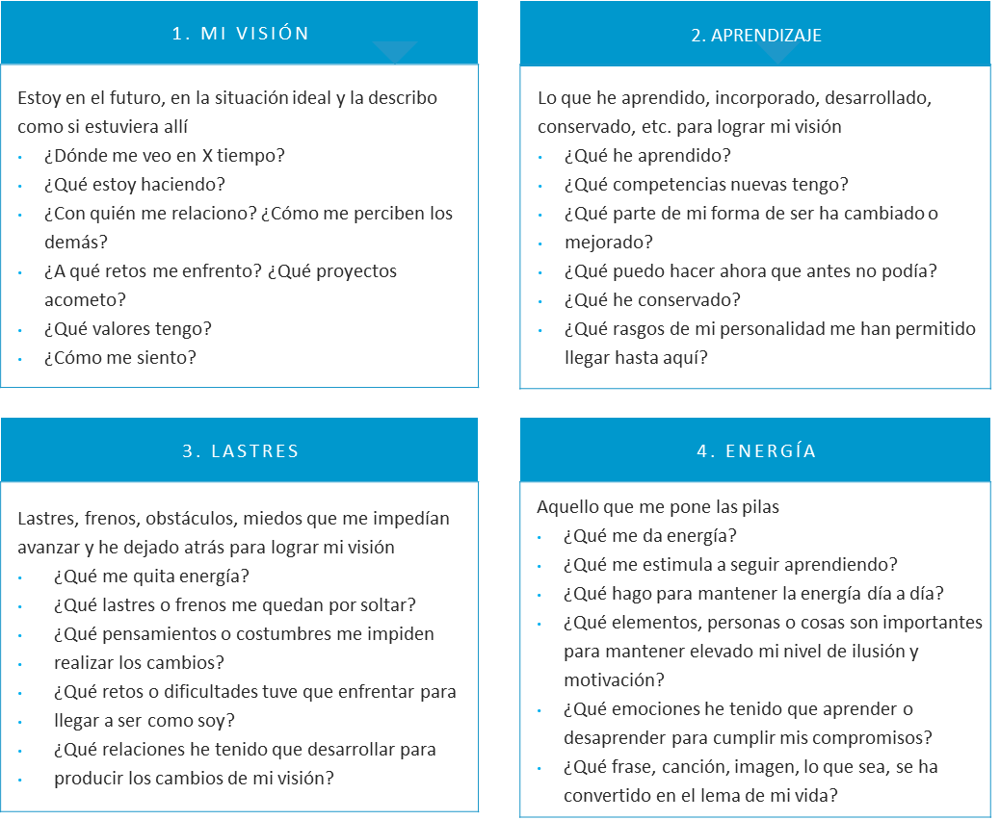 1. MI VISIÓN
Estoy en el futuro, en la situación ideal y la describo
como si estuviera allí
• ¿Dónde me veo en X tiempo?
• ¿Qué estoy haciendo?
• ¿Con quién me relaciono? ¿Cómo me perciben los
demás?
• ¿A qué retos me enfrento? ¿Qué proyectos
acometo?
• ¿Qué valores tengo?
• ¿Cómo me siento?
2. APRENDIZAJE
Lo que he aprendido, incorporado, desarrollado,
conservado, etc. para lograr mi visión
• ¿Qué he aprendido?
• ¿Qué competencias nuevas tengo?
• ¿Qué parte de mi forma de ser ha cambiado o
• mejorado?
• ¿Qué puedo hacer ahora que antes no podía?
• ¿Qué he conservado?
• ¿Qué rasgos de mi personalidad me han permitido
llegar hasta aquí?
3. LASTRES
Lastres, frenos, obstáculos, miedos que me impedían
avanzar y he dejado atrás para lograr mi visión
• ¿Qué me quita energía?
• ¿Qué lastres o frenos me quedan por soltar?
• ¿Qué pensamientos o costumbres me impiden
• realizar los cambios?
• ¿Qué retos o dificultades tuve que enfrentar para
• llegar a ser como soy?
• ¿Qué relaciones he tenido que desarrollar para
• producir los cambios de mi visión?
4. ENERGÍA
Aquello que me pone las pilas
• ¿Qué me da energía?
• ¿Qué me estimula a seguir aprendiendo?
• ¿Qué hago para mantener la energía día a día?
• ¿Qué elementos, personas o cosas son importantes
para mantener elevado mi nivel de ilusión y
motivación?
• ¿Qué emociones he tenido que aprender o
desaprender para cumplir mis compromisos?
• ¿Qué frase, canción, imagen, lo que sea, se ha
convertido en el lema de mi vida?